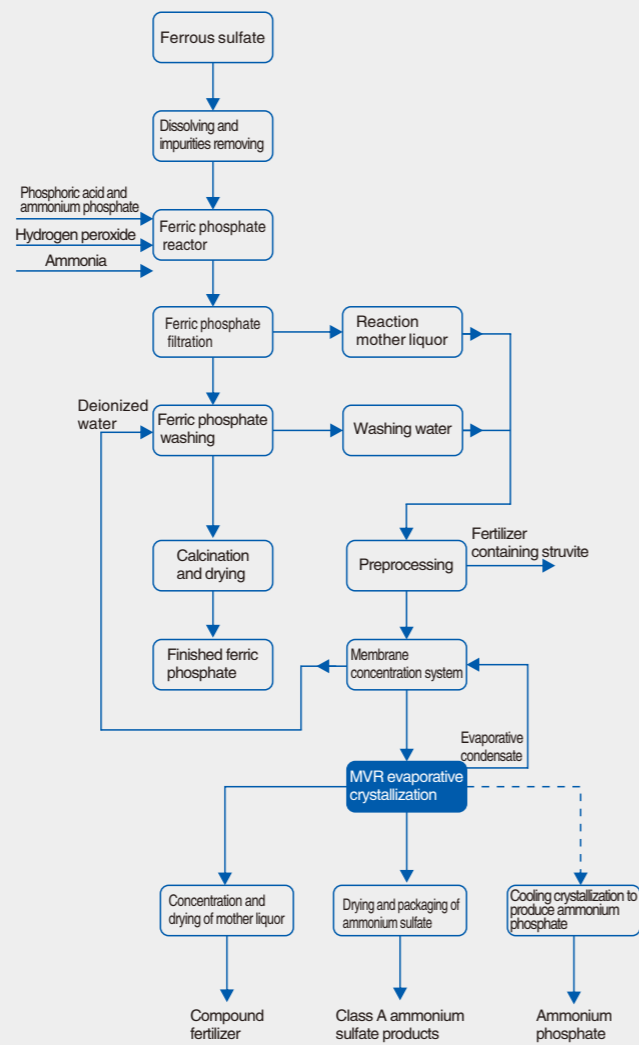 Ferrous sulfate
Dissolving and
impurities removing
Phosphoric acid and
ammonium phosphate
Hydrogen peroxide
Ammonia
Ferric phosphate
reactor
Ferric phosphate
filtration
Reaction
mother liquor
Deionized
water
Ferric phosphate
washing
Washing water
Calcination
and drying
Preprocessing
Fertilizer
containing struvite
Finished ferric
phosphate
Membrane
concentration system
Evaporative
condensate
MVR evaporative
crystallization
Concentration and
drying of mother liquor
Drying and packaging of
ammonium sulfate
Cooling crystallization to
produce ammonium
phosphate
Compound
fertilizer
Class A ammonium
sulfate products
Ammonium
phosphate